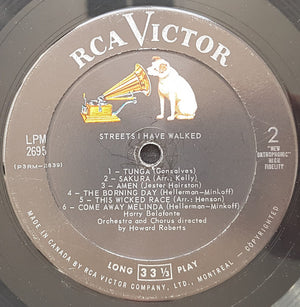 RCA VICTOR
STREETS I HAVE WALKED
LPM
2695
(P3RM-2839)
2
"NEW
ORTHOPHONIC"
HIGH
FIDELITY
1 - TUNGA (Gonsalves)
2 - SAKURA (Arr.: Kelly)
3 - AMEN (Jester Hairston)
4 - THE BORNING DAY (Hellerman-Minkoff)
5 - THIS WICKED RACE (Arr.: Henson)
6 - COME AWAY MELINDA (Hellerman-Minkoff)
Harry Belafonte
Orchestra and Chorus directed
by Howard Roberts
LONG 33 1/3 PLAY
MADE IN CANADA BY RCA VICTOR COMPANY, LTD., MONTREAL - COPYRIGHTED